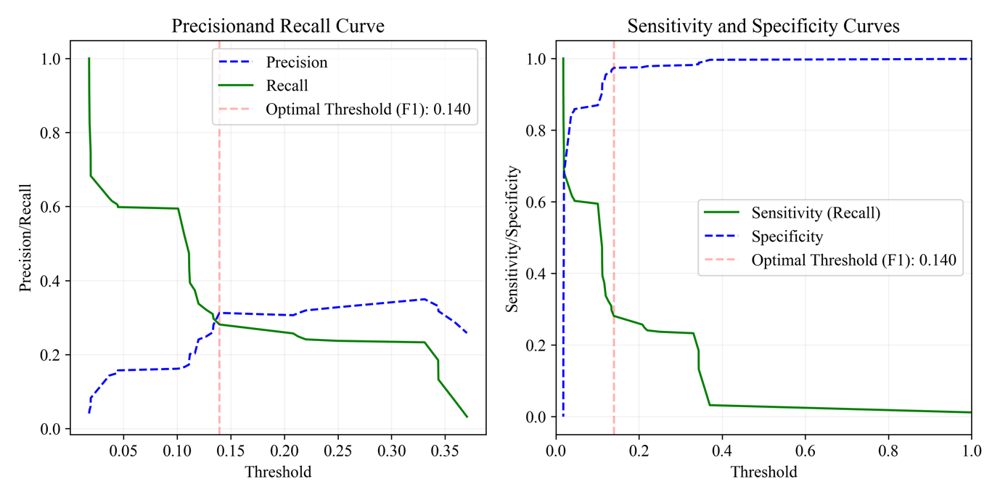 Precisionand Recall Curve
Precision/Recall
1.0
0.8
0.6
0.4
0.2
0.0
Precision
Recall
Optimal Threshold (F1): 0.140
0.05 0.10 0.15 0.20 0.25 0.30 0.35
Threshold
Sensitivity and Specificity Curves
Sensitivity/Specificity
1.0
0.8
0.6
0.4
0.2
0.0
Sensitivity (Recall)
Specificity
Optimal Threshold (F1): 0.140
0.0 0.2 0.4 0.6 0.8 1.0
Threshold